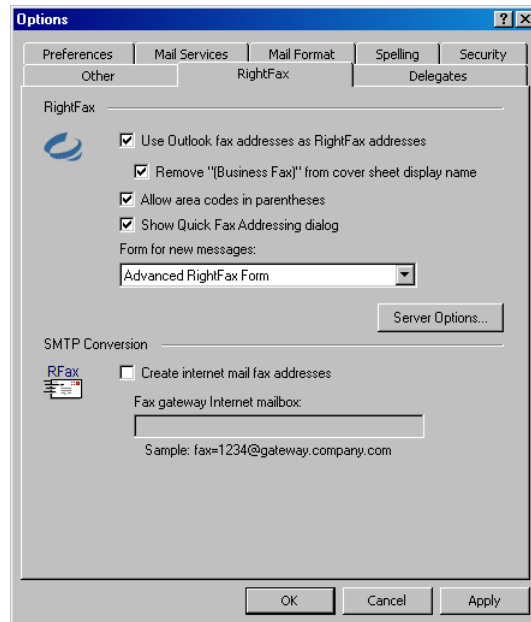 Options
Preferences Mail Services Mail Format Spelling Security
Other RightFax Delegates
RightFax
Use Outlook fax addresses as RightFax addresses
Remove "(Business Fax)" from cover sheet display name
Allow area codes in parentheses
Show Quick Fax Addressing dialog
Form for new messages:
Advanced RightFax Form
Server Options...
SMTP Conversion
RFax
Create internet mail fax addresses
Fax gateway Internet mailbox:
Sample: fax=1234@gateway.company.com
OK Cancel Apply